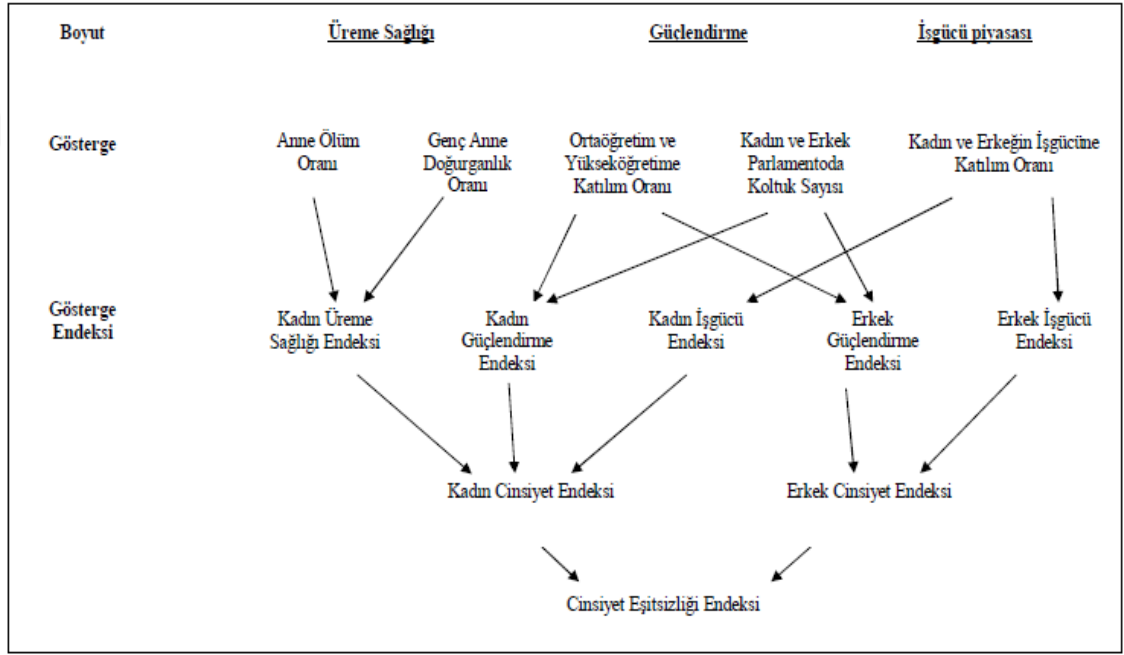 Boyut
Üreme Sağlığı
Güçlendirme
İşgücü piyasası
Gösterge
Anne Ölüm
Oranı
Genç Anne
Doğurganlık
Oranı
Ortaöğretim ve
Yükseköğretime
Katılım Oranı
Kadın ve Erkek
Parlamentoda
Koltuk Sayısı
Kadın ve Erkeğin İşgücüne
Katılım Oranı
Gösterge
Endeksi
Kadın Üreme
Sağlığı Endeksi
Kadın
Güçlendirme
Endeksi
Kadın İşgücü
Endeksi
Erkek
Güçlendirme
Endeksi
Erkek İşgücü
Endeksi
Kadın Cinsiyet Endeksi
Erkek Cinsiyet Endeksi
Cinsiyet Eşitsizliği Endeksi